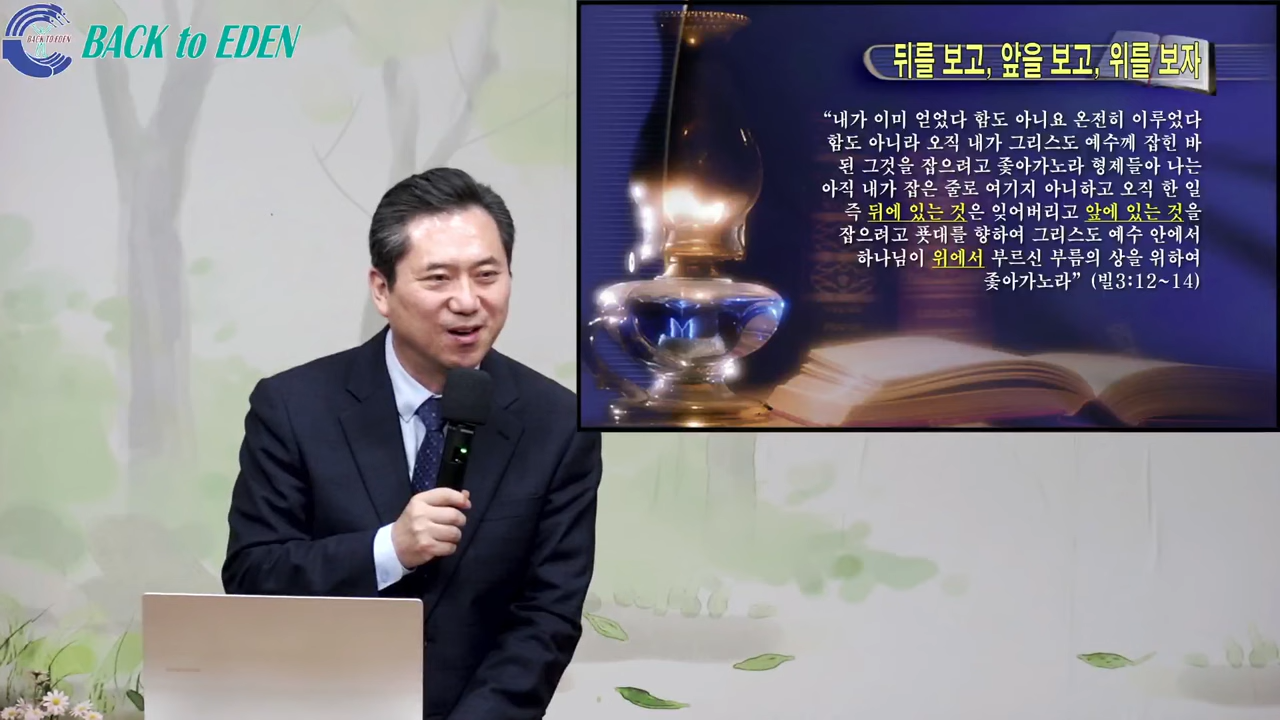 BACK TO EDEN
BACK to EDEN
뒤를 보고, 앞을 보고, 위를 보자
“내가 이미 얻었다 함도 아니요 온전히 이루었다
함도 아니라 오직 내가 그리스도 예수께 잡힌 바
된 그것을 잡으려고 좇아가노라 형제들아 나는
아직 내가 잡은 줄로 여기지 아니하고 오직 한 일
즉 뒤에 있는 것은 잊어버리고 앞에 있는 것을
잡으려고 푯대를 향하여 그리스도 예수 안에서
하나님이 위에서 부르신 부름의 상을 위하여
좇아가노라” (빌3:12~14)